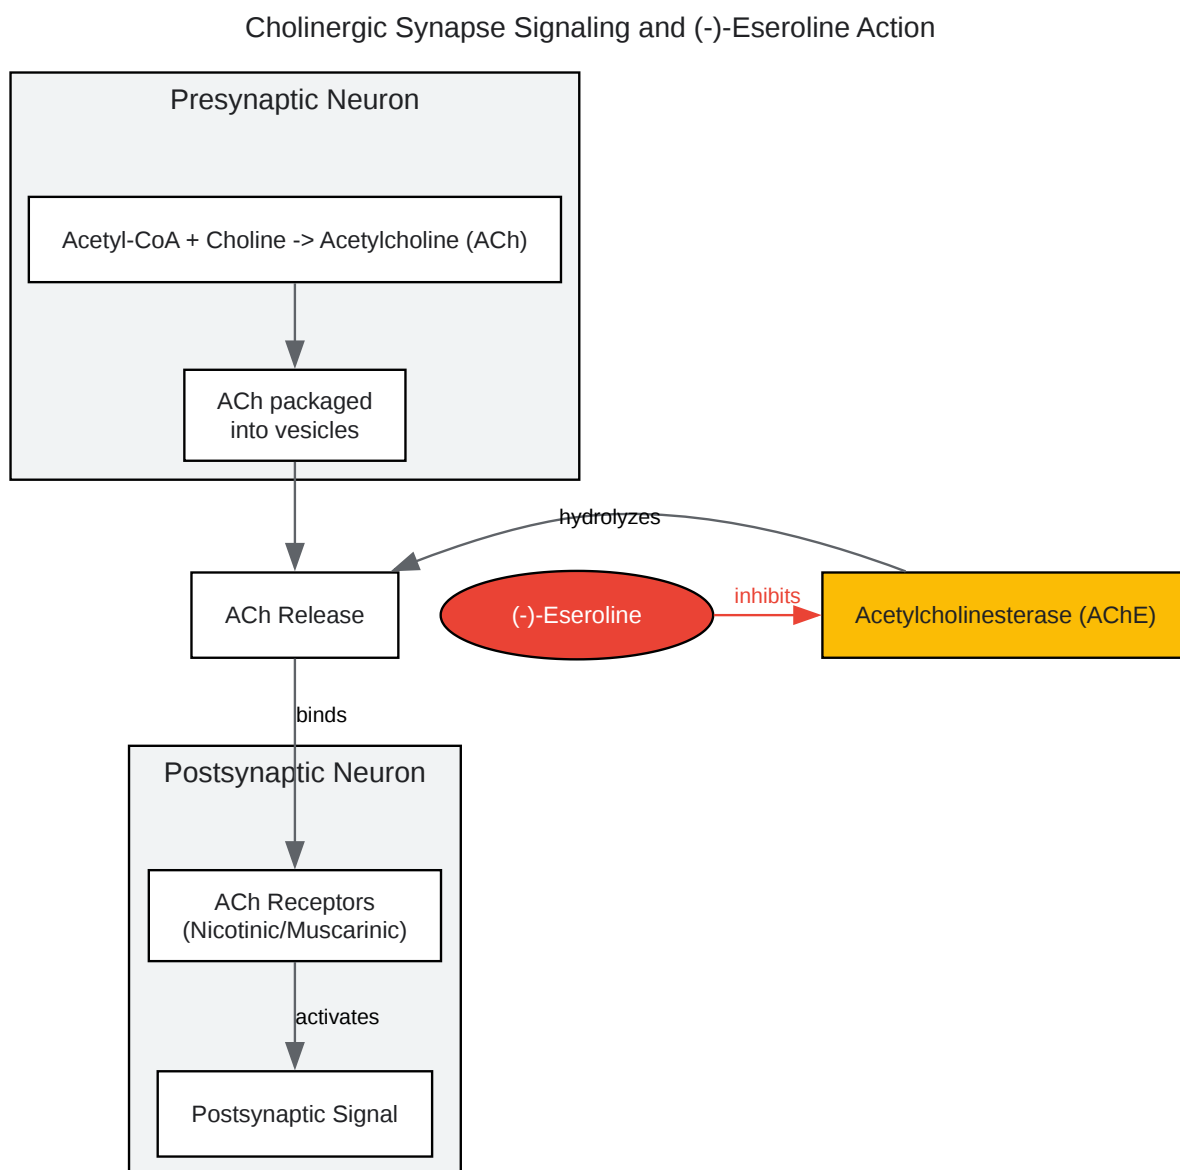 Cholinergic Synapse Signaling and (-)-Eseroline Action
Presynaptic Neuron
Acetyl-CoA + Choline -> Acetylcholine (ACh)
ACh packaged
into vesicles
hydrolyzes
ACh Release
(-)-Eseroline
inhibits
Acetylcholinesterase (AChE)
binds
Postsynaptic Neuron
ACh Receptors
(Nicotinic/Muscarinic)
activates
Postsynaptic Signal